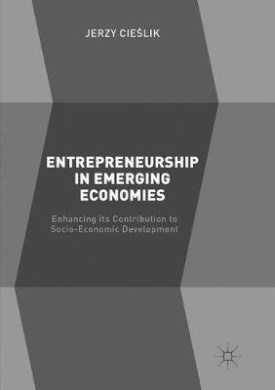 JERZY CIEŚLIK
ENTREPRENEURSHIP
IN EMERGING
ECONOMIES
Enhancing its Contribution to
Socio-Economic Development